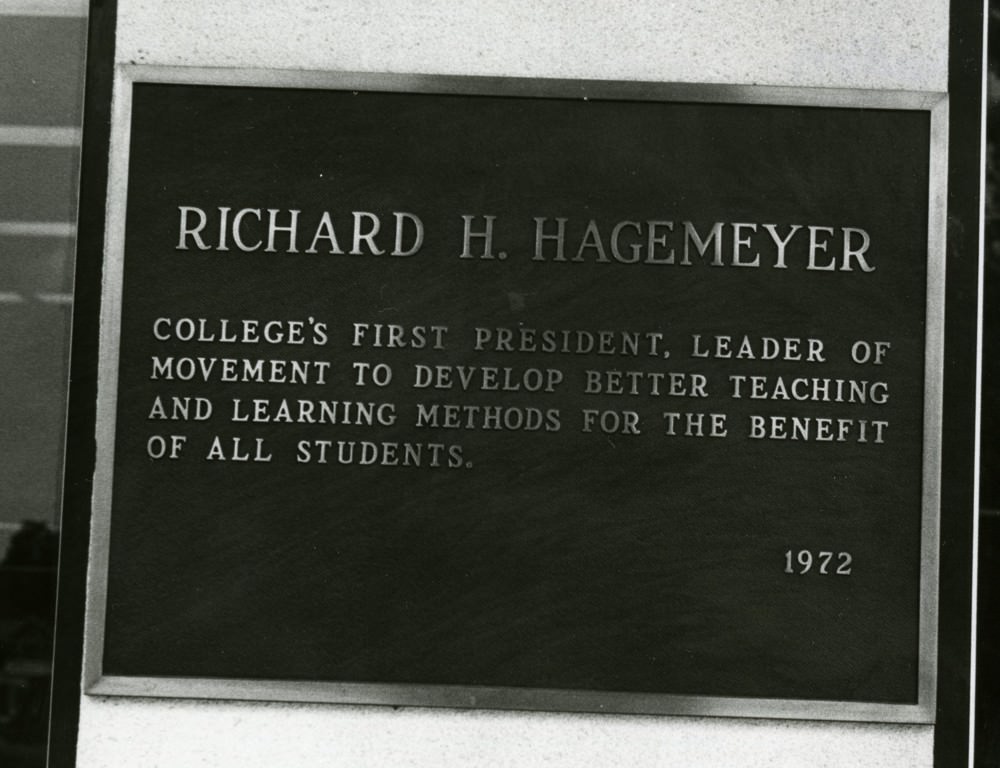 RICHARD H. HAGEMEYER
COLLEGE'S FIRST PRESIDENT, LEADER OF
MOVEMENT TO DEVELOP BETTER TEACHING
AND LEARNING METHODS FOR THE BENEFIT
OF ALL STUDENTS.
1972